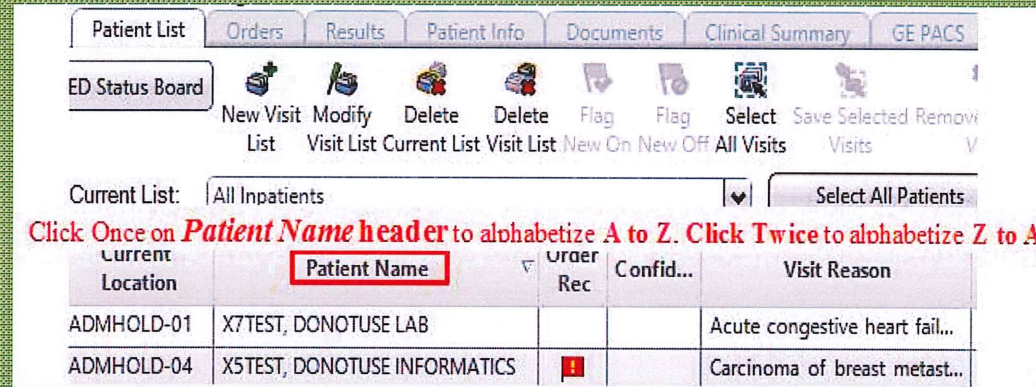 Patient List Orders Results Patient Info Documents Clinical Summary GE PACS
ED Status Board
New Visit List
Modify Visit List
Delete Current List
Delete Visit List
Flag New On
Flag New Off
Select All Visits
Save Selected Visits
Current List: All Inpatients Select All Patients
Click Once on Patient Name header to alphabetize A to Z. Click Twice to alphabetize Z to A
Current Location Patient Name Order Rec Confid... Visit Reason
ADMHOLD-01 X7TEST, DONOTUSE LAB Acute congestive heart fail...
ADMHOLD-04 X5TEST, DONOTUSE INFORMATICS ! Carcinoma of breast metast...